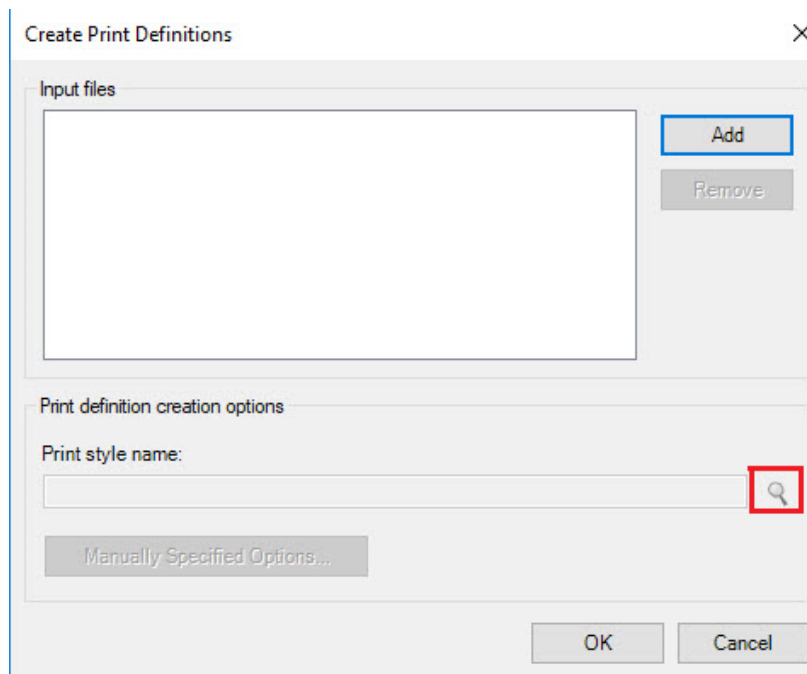 Create Print Definitions
Input files
Add
Remove
Print definition creation options
Print style name:
Manually Specified Options...
OK
Cancel